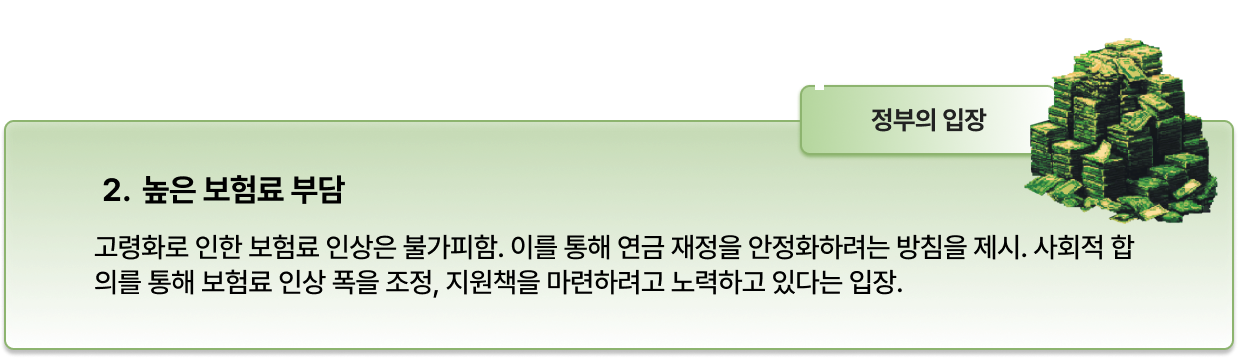 정부의 입장
2. 높은 보험료 부담
고령화로 인한 보험료 인상은 불가피함. 이를 통해 연금 재정을 안정화하려는 방침을 제시. 사회적 합
의를 통해 보험료 인상 폭을 조정, 지원책을 마련하려고 노력하고 있다는 입장.